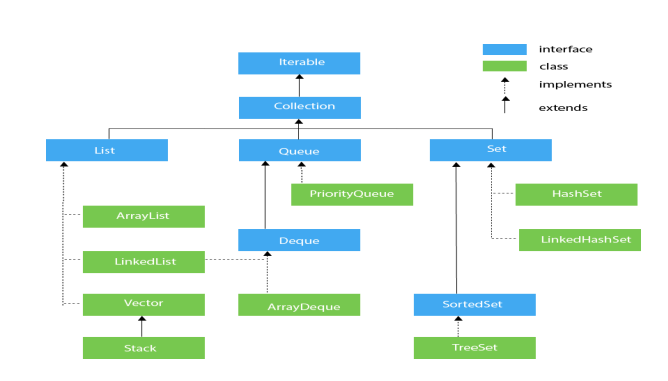 interface
class
implements
extends
Iterable
Collection
List
Queue
Set
PriorityQueue
HashSet
ArrayList
Deque
LinkedHashSet
LinkedList
Vector
ArrayDeque
SortedSet
Stack
TreeSet